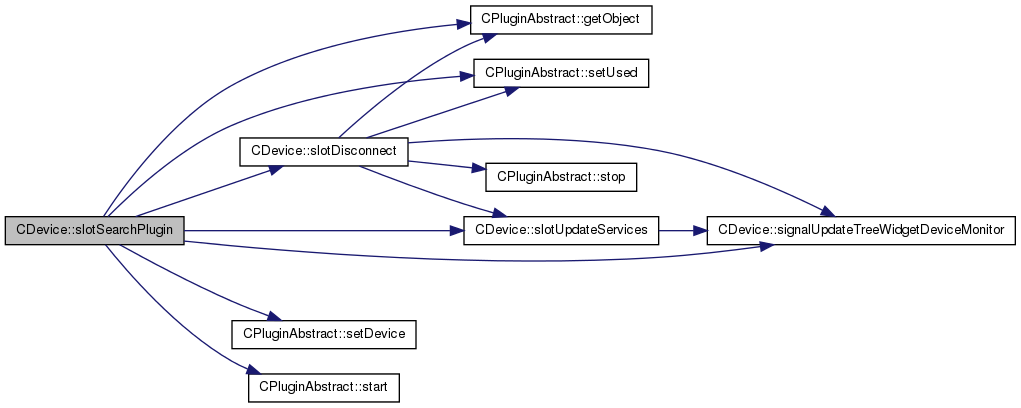 CPluginAbstract::getObject
CPluginAbstract::setUsed
CDevice::slotDisconnect
CPluginAbstract::stop
CDevice::slotSearchPlugin
CDevice::slotUpdateServices
CDevice::signalUpdateTreeWidgetDeviceMonitor
CPluginAbstract::setDevice
CPluginAbstract::start